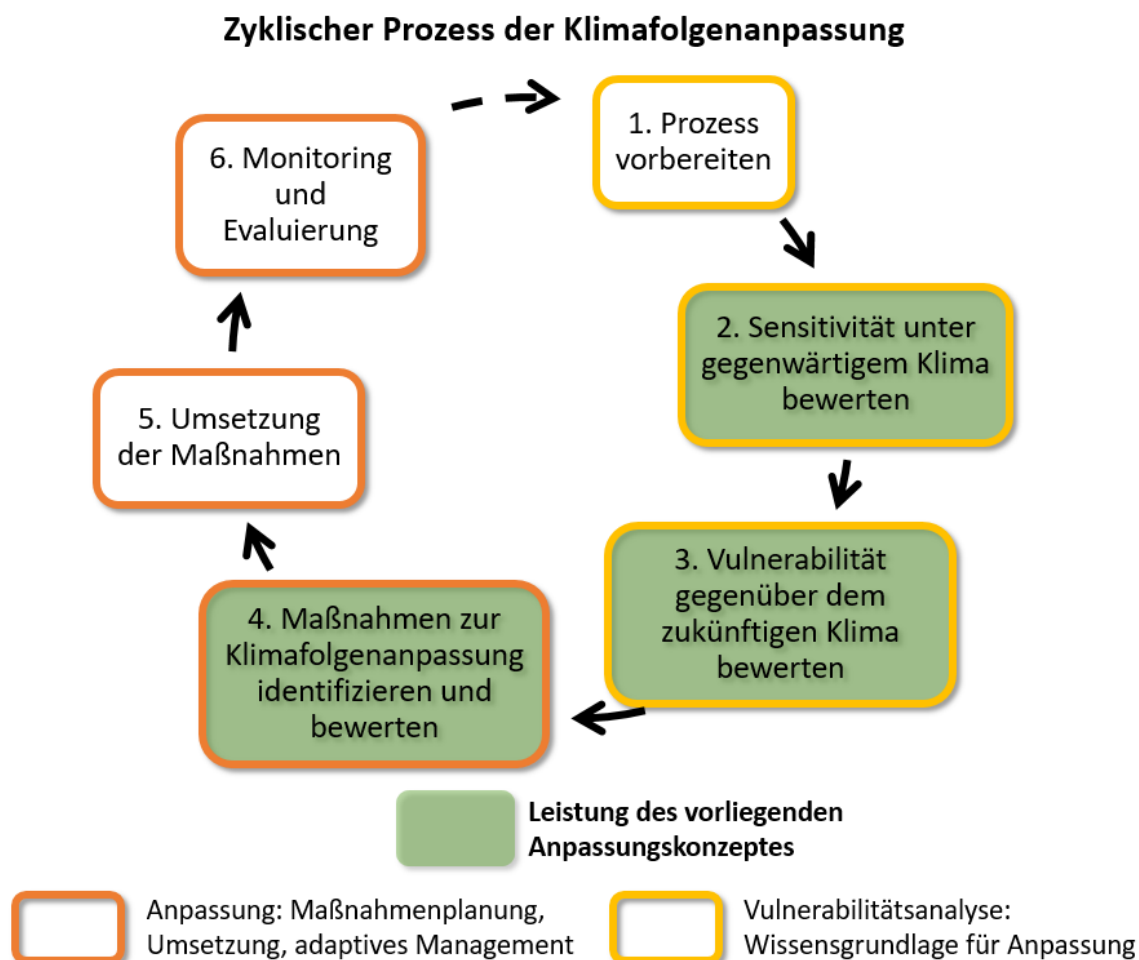 Zyklischer Prozess der Klimafolgenanpassung
1. Prozess
vorbereiten
2. Sensitivität unter
gegenwärtigem Klima
bewerten
3. Vulnerabilität
gegenüber dem
zukünftigen Klima
bewerten
4. Maßnahmen zur
Klimafolgenanpassung
identifizieren und
bewerten
5. Umsetzung
der Maßnahmen
6. Monitoring
und
Evaluierung
Leistung des vorliegenden
Anpassungskonzeptes
Anpassung: Maßnahmenplanung,
Umsetzung, adaptives Management
Vulnerabilitätsanalyse:
Wissensgrundlage für Anpassung